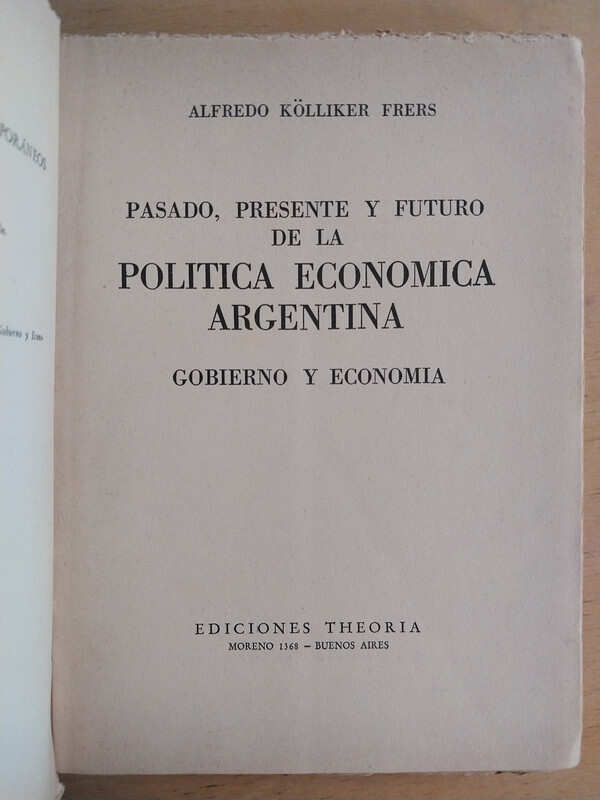 ALFREDO KÖLLIKER FRERS
PASADO, PRESENTE Y FUTURO
DE LA
POLITICA ECONOMICA
ARGENTINA
GOBIERNO Y ECONOMIA
EDICIONES THEORIA
MORENO 1368 — BUENOS AIRES